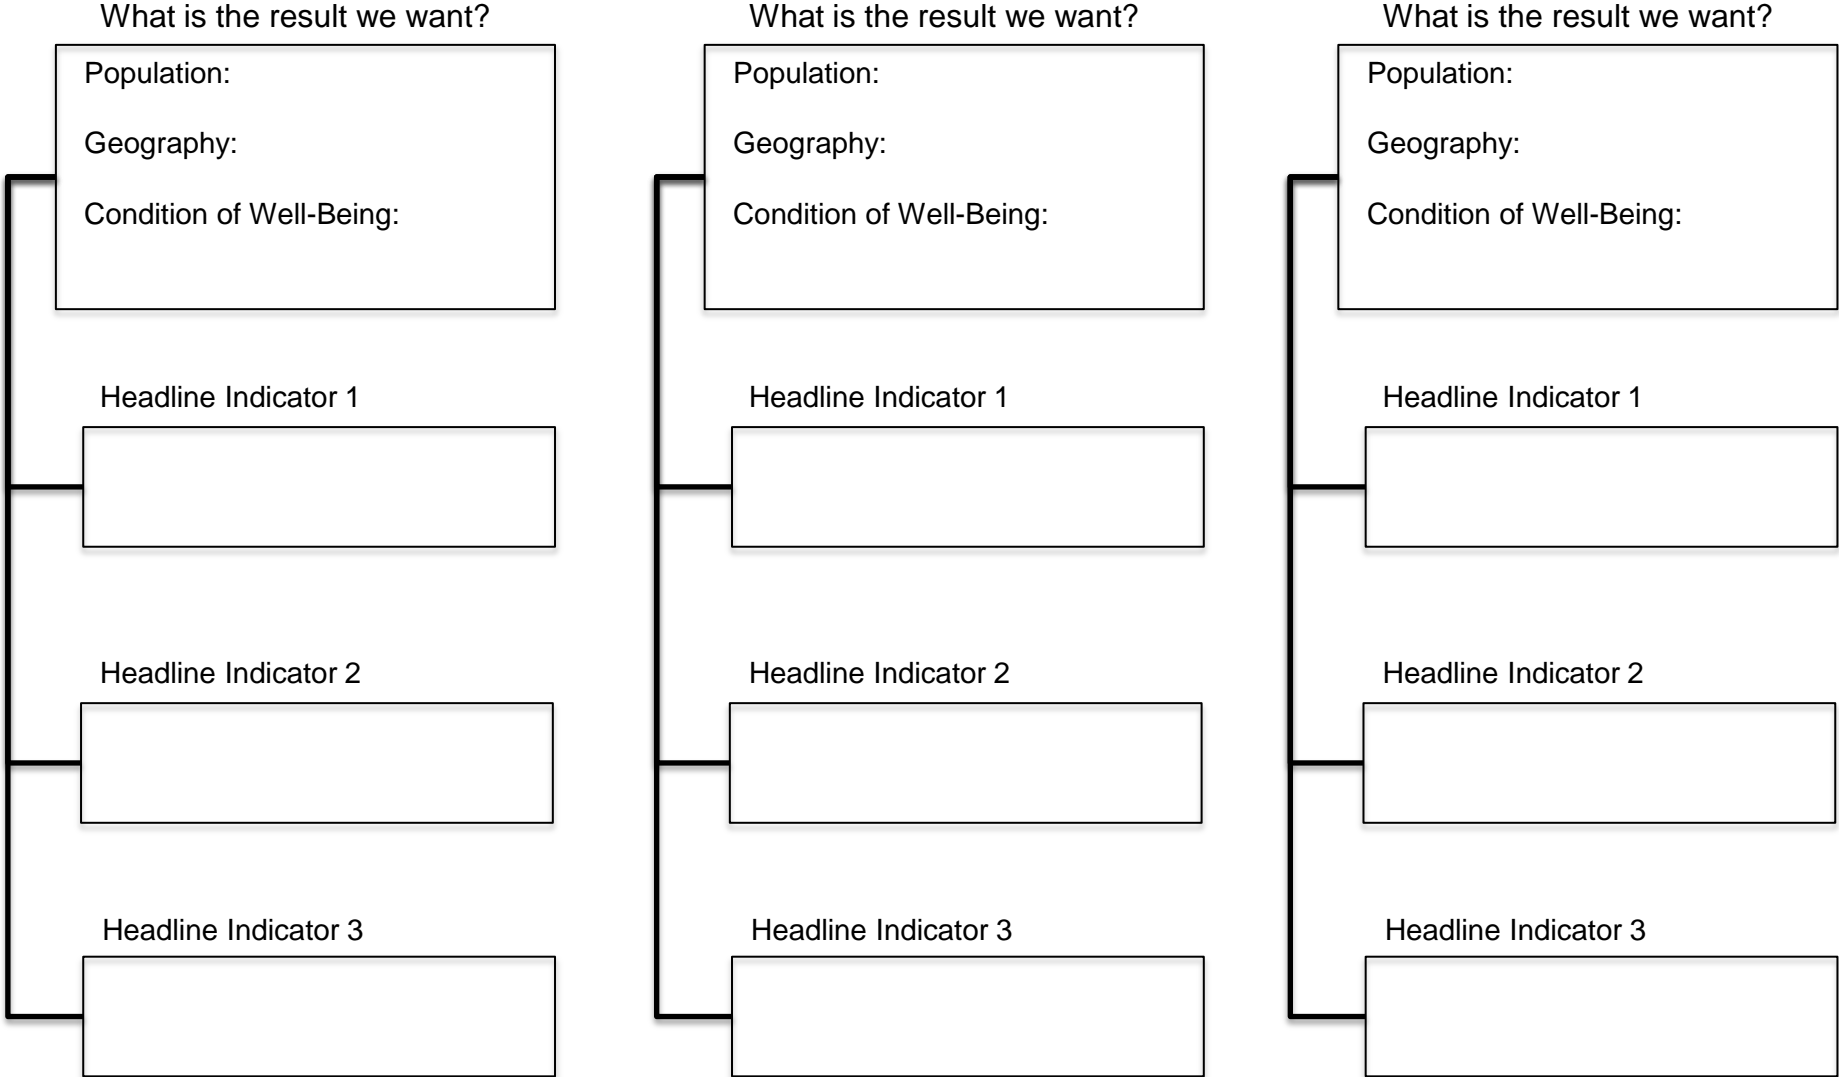 What is the result we want?
Population:
Geography:
Condition of Well-Being:
Headline Indicator 1
Headline Indicator 2
Headline Indicator 3
What is the result we want?
Population:
Geography:
Condition of Well-Being:
Headline Indicator 1
Headline Indicator 2
Headline Indicator 3
What is the result we want?
Population:
Geography:
Condition of Well-Being:
Headline Indicator 1
Headline Indicator 2
Headline Indicator 3